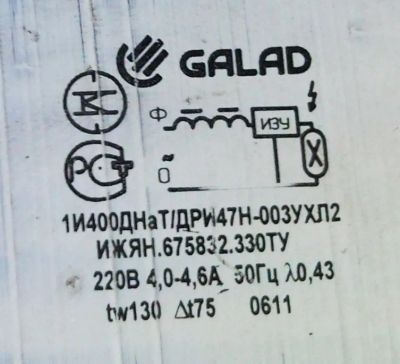 GALAD
Ф
ИЗУ
РСТ
0
1И400ДНаТ/ДРИ47Н-003УХЛ2
ИЖЯН.675832.330ТУ
220В 4,0-4,6А 50Гц λ0,43
tw130 Δt75 0611